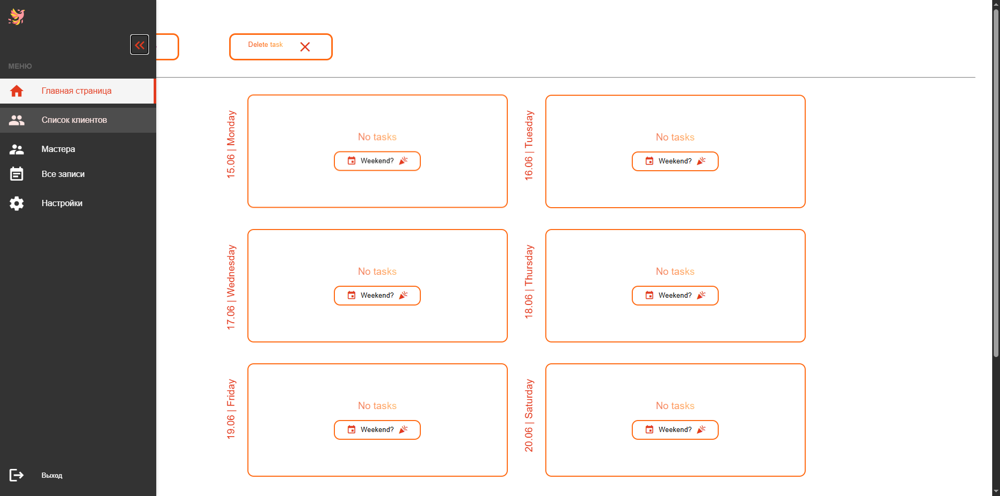 МЕНЮ
Главная страница
Список клиентов
Мастера
Все записи
Настройки
Выход
Delete task
15.06 | Monday
No tasks
Weekend?
16.06 | Tuesday
No tasks
Weekend?
17.06 | Wednesday
No tasks
Weekend?
18.06 | Thursday
No tasks
Weekend?
19.06 | Friday
No tasks
Weekend?
20.06 | Saturday
No tasks
Weekend?